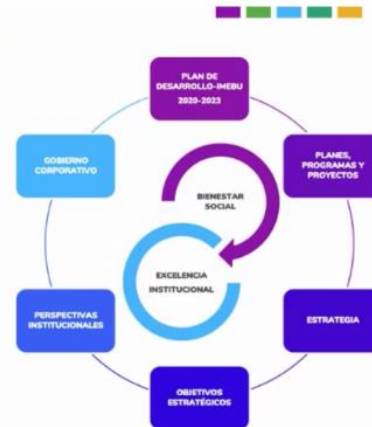 PLAN DE
DESARROLLO-IMEBU
2020-2023
GOBIERNO
CORPORATIVO
PLANES,
PROGRAMAS Y
PROYECTOS
BIENESTAR
SOCIAL
EXCELENCIA
INSTITUCIONAL
PERSPECTIVAS
INSTITUCIONALES
ESTRATEGIA
OBJETIVOS
ESTRATÉGICOS